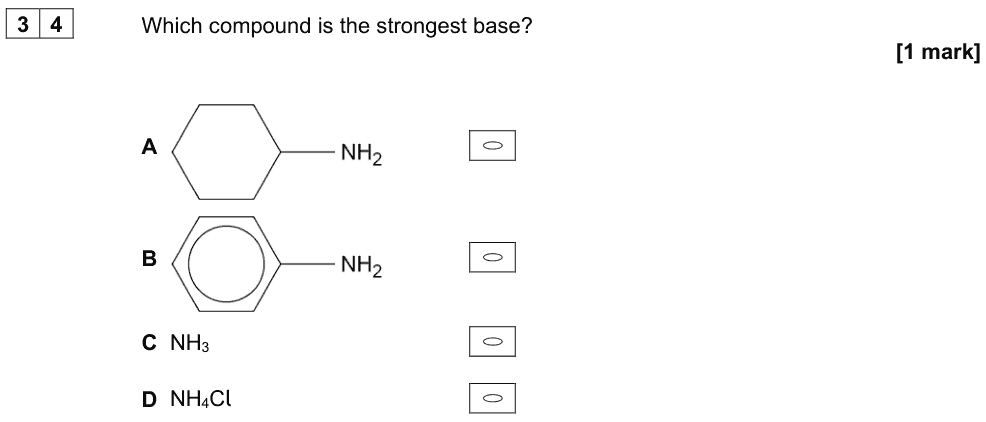 3 4 Which compound is the strongest base?
[1 mark]
A NH2
B NH2
C NH3
D NH4Cl